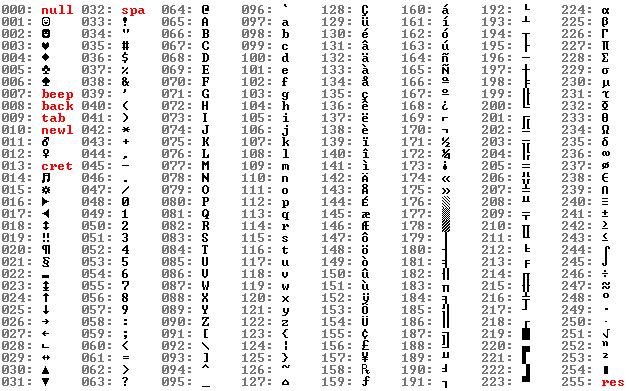 000: null 032: spa 064: @ 096: ` 128: Ç 160: á 192: └ 224: α
001: ☺ 033: ! 065: A 097: a 129: ü 161: í 193: ┴ 225: β
002: ☻ 034: " 066: B 098: b 130: é 162: ó 194: ┬ 226: Γ
003: ♥ 035: # 067: C 099: c 131: â 163: ú 195: ├ 227: Π
004: ♦ 036: $ 068: D 100: d 132: ä 164: ñ 196: ─ 228: Σ
005: ♣ 037: % 069: E 101: e 133: à 165: Ñ 197: ┼ 229: σ
006: ♠ 038: & 070: F 102: f 134: å 166: ª 198: ╞ 230: μ
007: beep 039: ' 071: G 103: g 135: ç 167: º 199: ╟ 231: τ
008: back 040: ( 072: H 104: h 136: ê 168: ¿ 200: ╚ 232: Φ
009: tab 041: ) 073: I 105: i 137: ë 169: ⌐ 201: ╔ 233: θ
010: newl 042: * 074: J 106: j 138: è 170: ¬ 202: ╩ 234: Ω
011: ♂ 043: + 075: K 107: k 139: ï 171: ½ 203: ╦ 235: δ
012: ♀ 044: , 076: L 108: l 140: î 172: ¼ 204: ╠ 236: ∞
013: cret 045: - 077: M 109: m 141: ì 173: ¡ 205: ═ 237: ø
014: ♫ 046: . 078: N 110: n 142: Ä 174: « 206: ╬ 238: ∈
015: ☼ 047: / 079: O 111: o 143: Å 175: » 207: ╧ 239: ∩
016: ► 048: 0 080: P 112: p 144: É 176: ░ 208: ╨ 240: ≡
017: ◄ 049: 1 081: Q 113: q 145: æ 177: ▒ 209: ╤ 241: ±
018: ↕ 050: 2 082: R 114: r 146: Æ 178: ▓ 210: ╥ 242: ≥
019: ‼ 051: 3 083: S 115: s 147: ô 179: │ 211: ╙ 243: ≤
020: ¶ 052: 4 084: T 116: t 148: ö 180: ┤ 212: ╘ 244: ⌠
021: § 053: 5 085: U 117: u 149: ò 181: ╡ 213: ╒ 245: ⌡
022: ▬ 054: 6 086: V 118: v 150: û 182: ╢ 214: ╓ 246: ÷
023: ↨ 055: 7 087: W 119: w 151: ù 183: ╖ 215: ╫ 247: ≈
024: ↑ 056: 8 088: X 120: x 152: ÿ 184: ╕ 216: ╪ 248: °
025: ↓ 057: 9 089: Y 121: y 153: Ö 185: ╣ 217: ┘ 249: ∙
026: → 058: : 090: Z 122: z 154: Ü 186: ║ 218: ┌ 250: ·
027: ← 059: ; 091: [ 123: { 155: ¢ 187: ╗ 219: █ 251: √
028: ∟ 060: < 092: \ 124: | 156: £ 188: ╝ 220: ▄ 252: ⁿ
029: ↔ 061: = 093: ] 125: } 157: ¥ 189: ╜ 221: ▌ 253: ²
030: ▲ 062: > 094: ^ 126: ~ 158: ₧ 190: ╛ 222: ▐ 254: ■
031: ▼ 063: ? 095: _ 127: ⌂ 159: ƒ 191: ┐ 223: ▀ 255: res